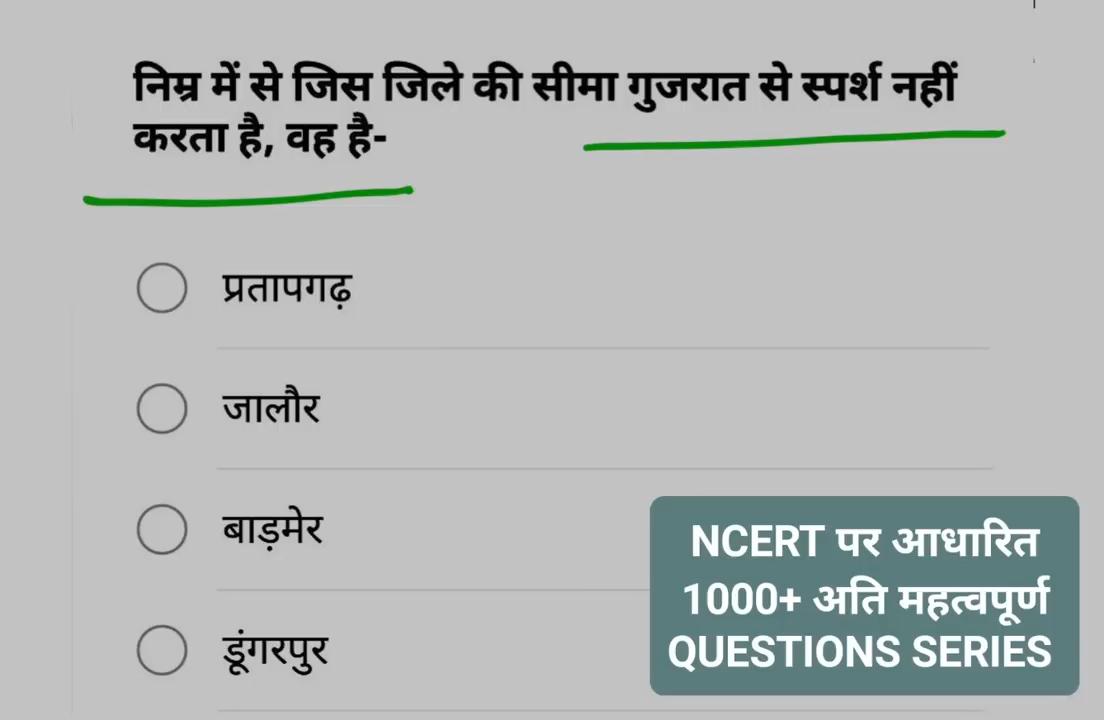 निम्न में से जिस जिले की सीमा गुजरात से स्पर्श नहीं
करता है, वह है-
प्रतापगढ़
जालौर
बाड़मेर
डूंगरपुर
NCERT पर आधारित
1000+ अति महत्वपूर्ण
QUESTIONS SERIES